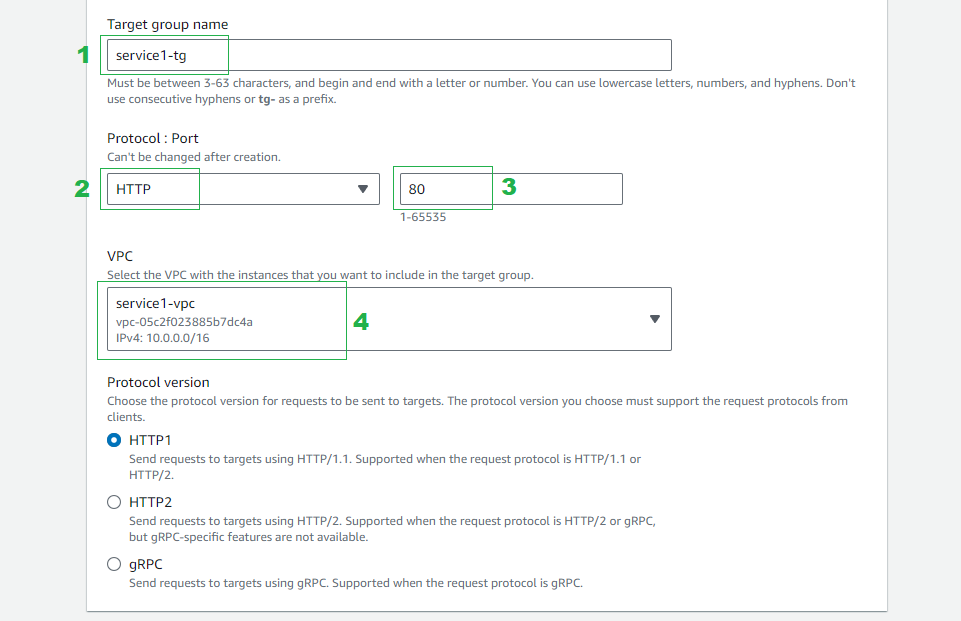 Target group name
1
service1-tg
Must be between 3-63 characters, and begin and end with a letter or number. You can use lowercase letters, numbers, and hyphens. Don't
use consecutive hyphens or tg- as a prefix.
Protocol : Port
Can't be changed after creation.
2
HTTP
80
3
1-65535
VPC
Select the VPC with the instances that you want to include in the target group.
service1-vpc
vpc-05c2f023885b7dc4a
IPv4: 10.0.0.0/16
4
Protocol version
Choose the protocol version for requests to be sent to targets. The protocol version you choose must support the request protocols from
clients.
HTTP1
Send requests to targets using HTTP/1.1. Supported when the request protocol is HTTP/1.1 or
HTTP/2.
HTTP2
Send requests to targets using HTTP/2. Supported when the request protocol is HTTP/2 or gRPC,
but gRPC-specific features are not available.
gRPC
Send requests to targets using gRPC. Supported when the request protocol is gRPC.